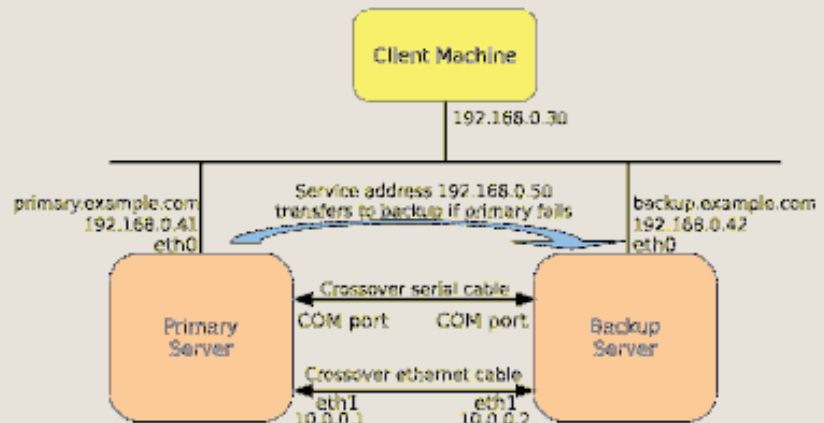 Client Machine
192.168.0.30
primary.example.com
192.168.0.41
eth0
Service address 192.168.0.50
transfers to backup if primary fails
backup.example.com
192.168.0.42
eth0
Primary
Server
Crossover serial cable
COM port
COM port
Backup
Server
Crossover ethernet cable
eth1
10.0.0.1
eth1
10.0.0.2